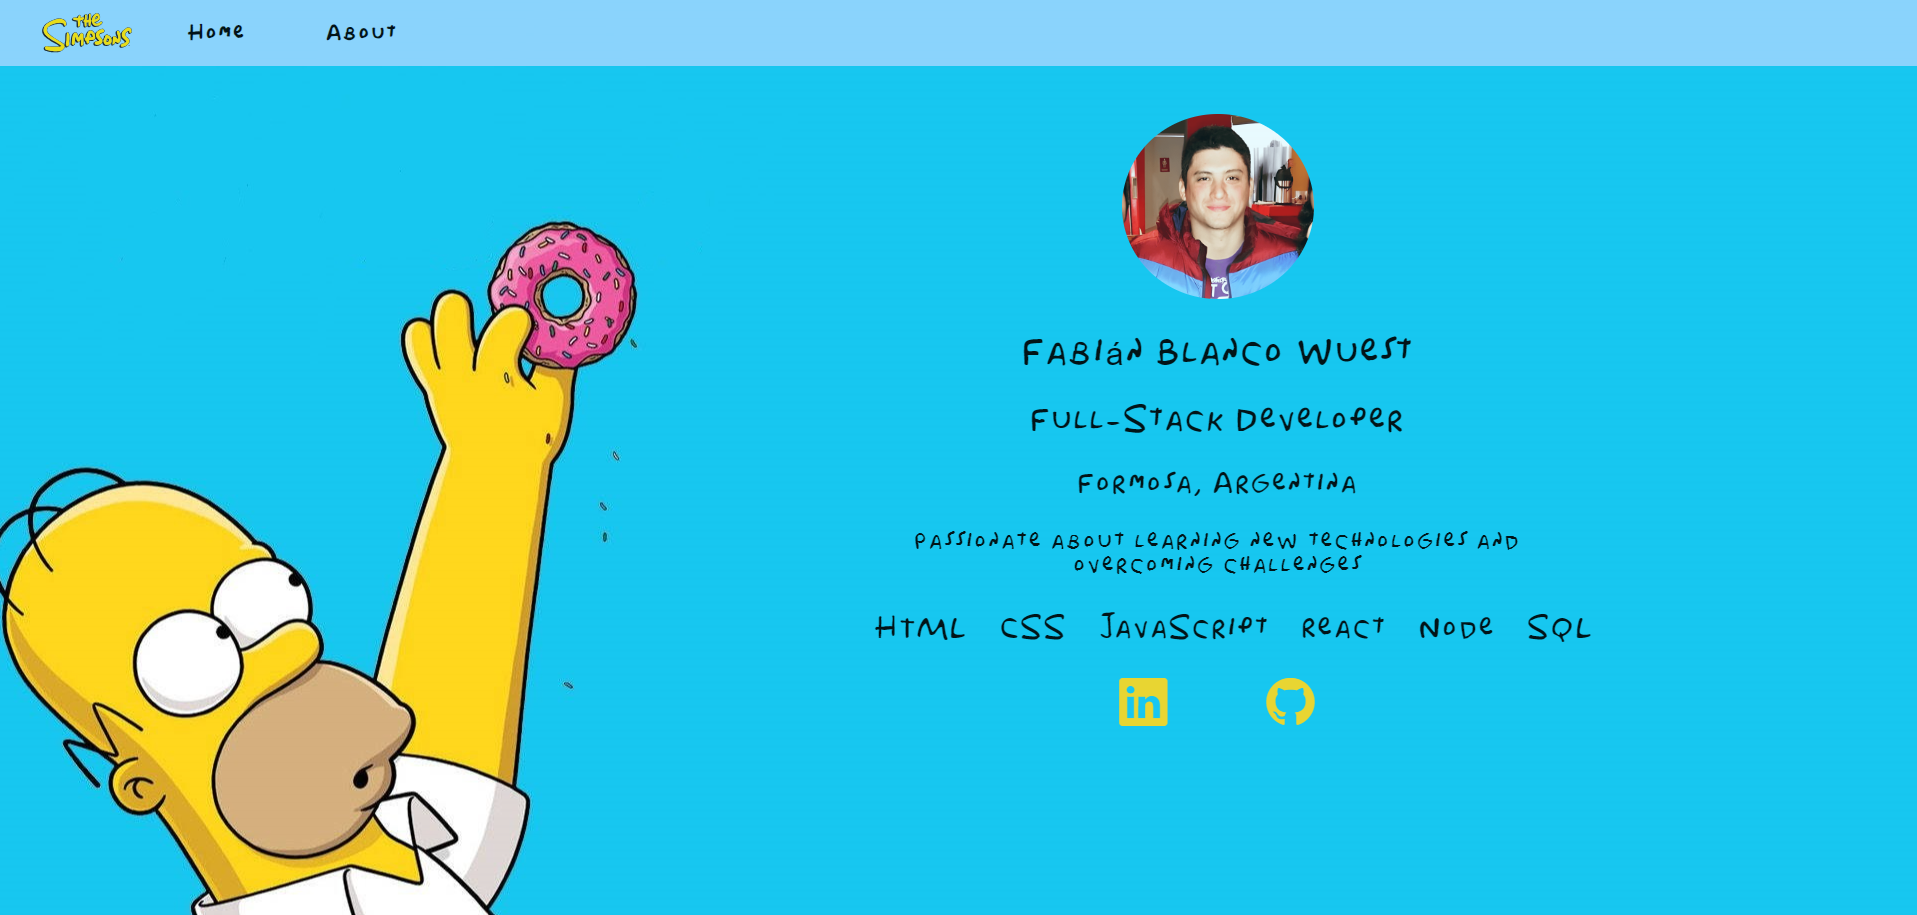 The Simpsons
Home
About
Fabián Blanco Wuest
Full-Stack Developer
Formosa, Argentina
Passionate about learning new technologies and
overcoming challenges
HTML CSS JavaScript React Node SQL
in